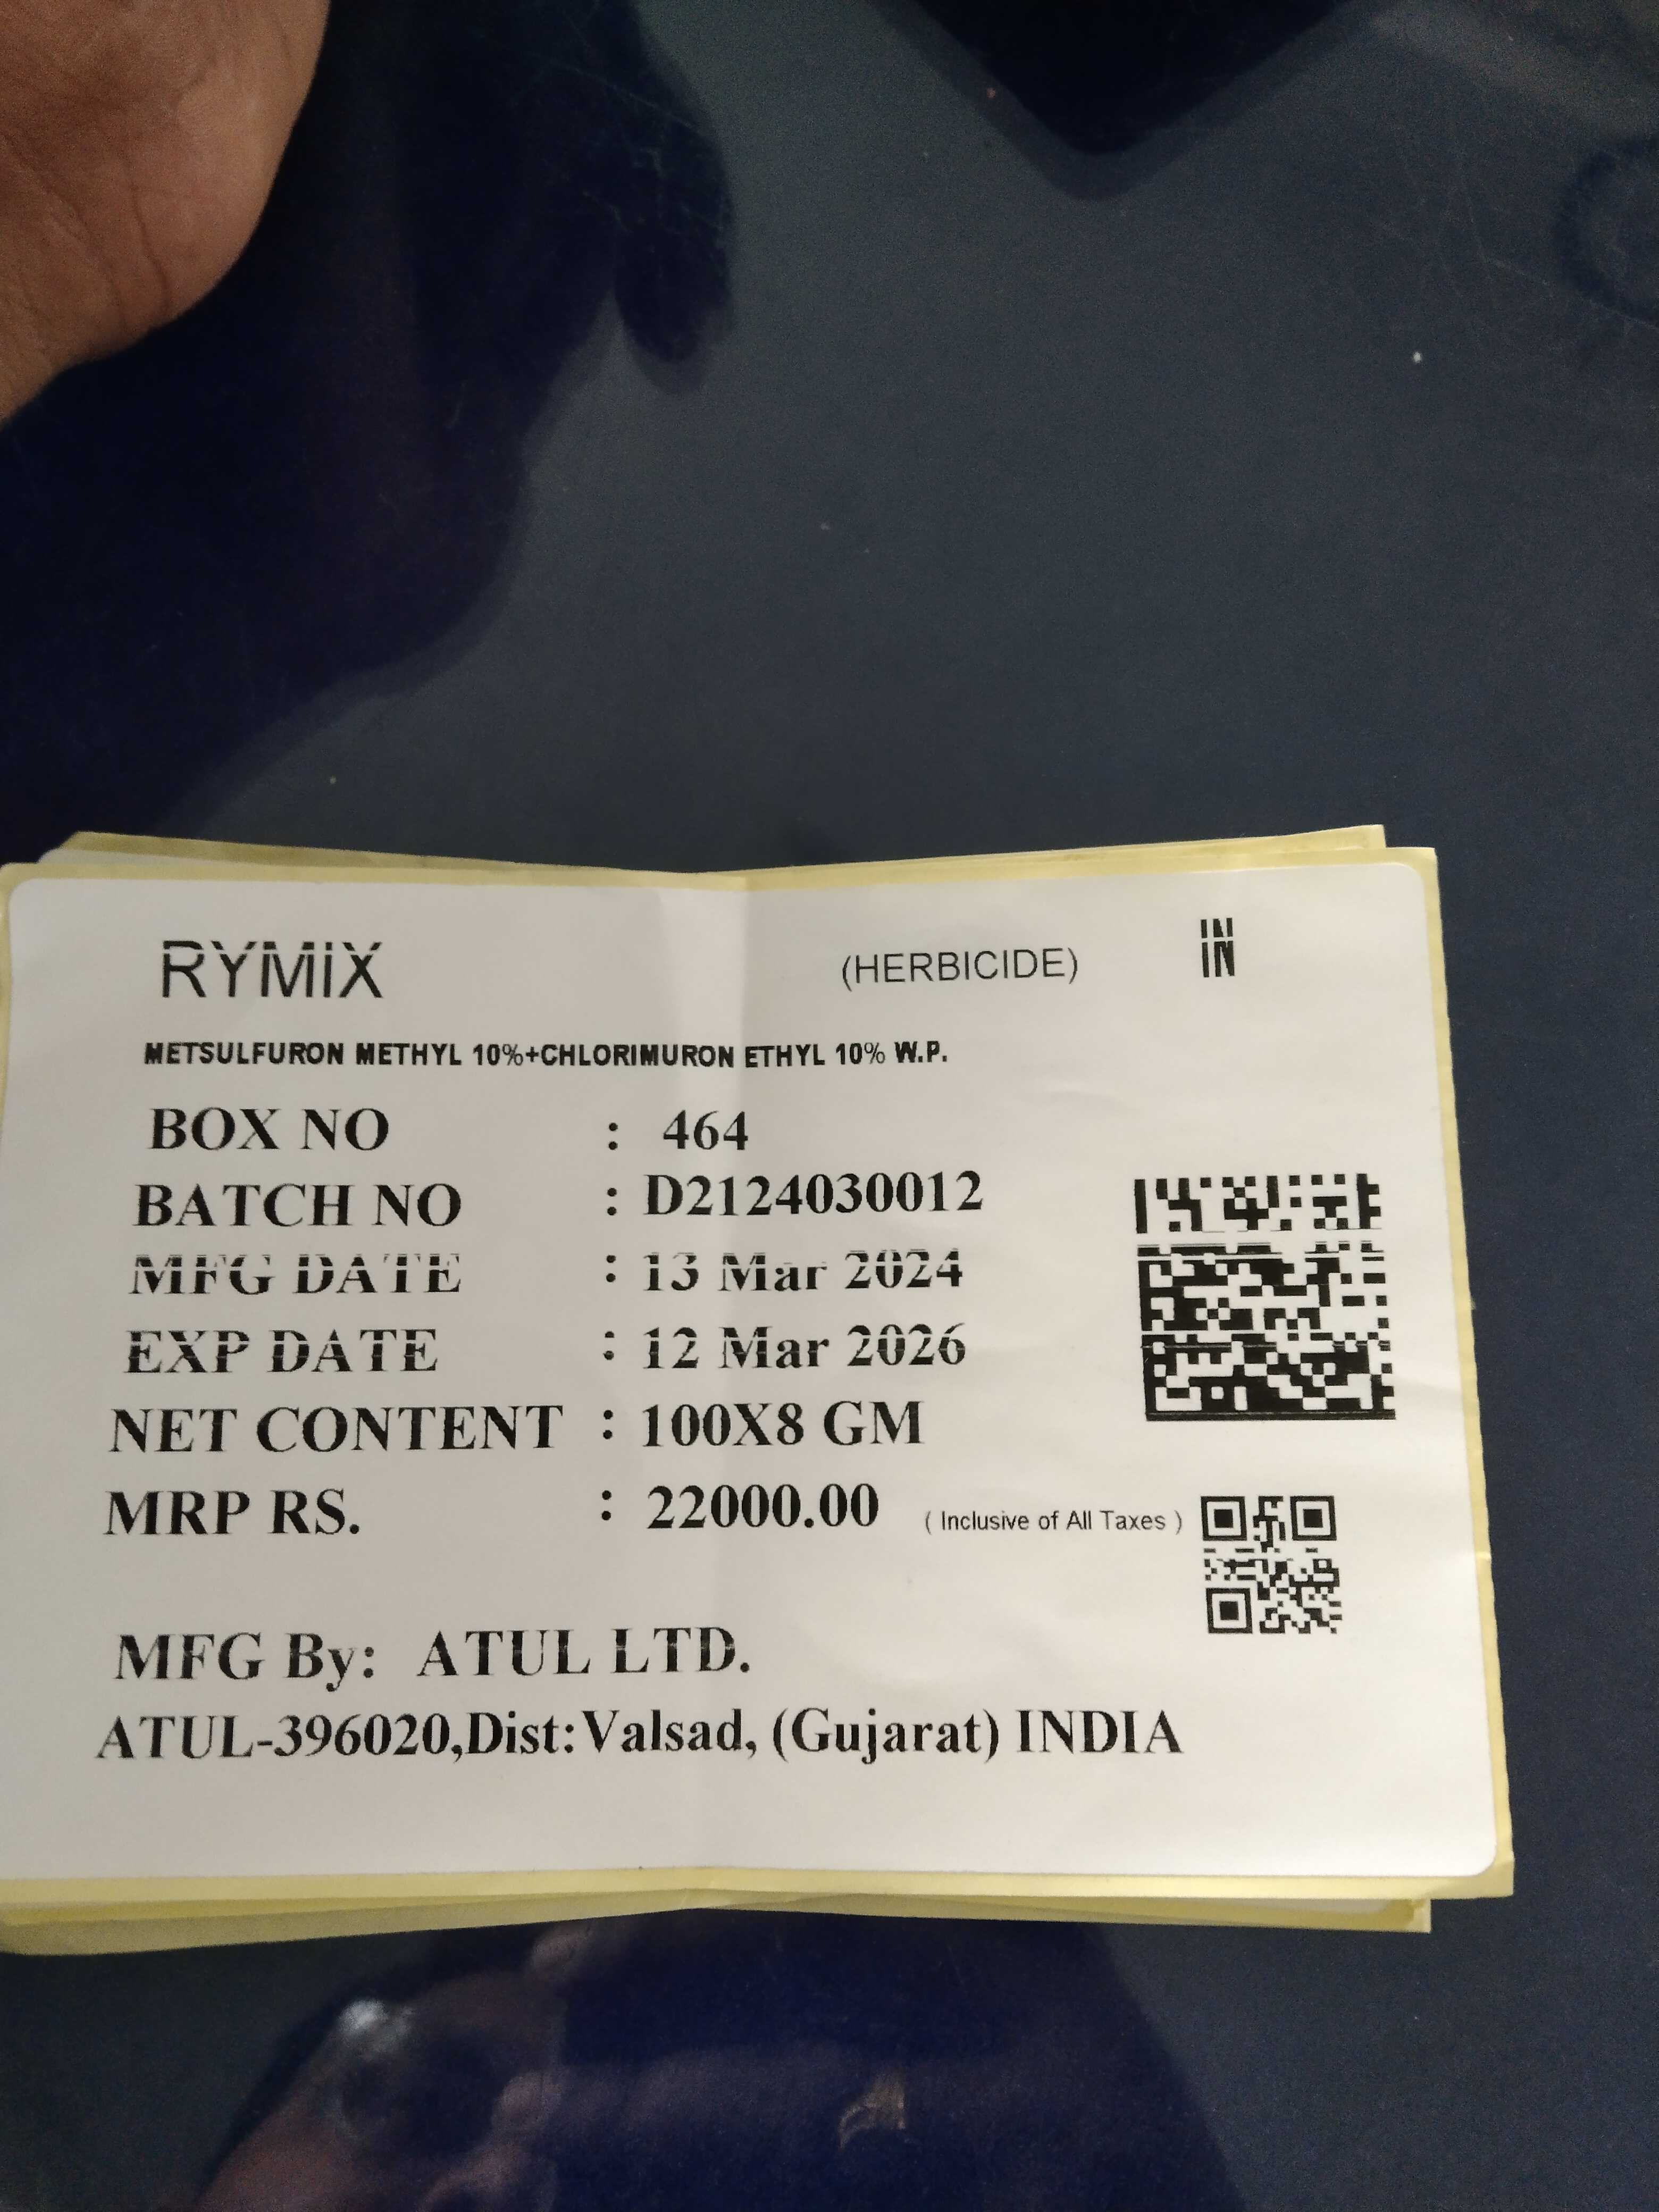 RYMIX (HERBICIDE) IN
METSULFURON METHYL 10%+CHLORIMURON ETHYL 10% W.P.
BOX NO : 464
BATCH NO : D2124030012
MFG DATE : 13 Mar 2024
EXP DATE : 12 Mar 2026
NET CONTENT : 100X8 GM
MRP RS. : 22000.00 ( Inclusive of All Taxes )
MFG By: ATUL LTD.
ATUL-396020,Dist:Valsad, (Gujarat) INDIA